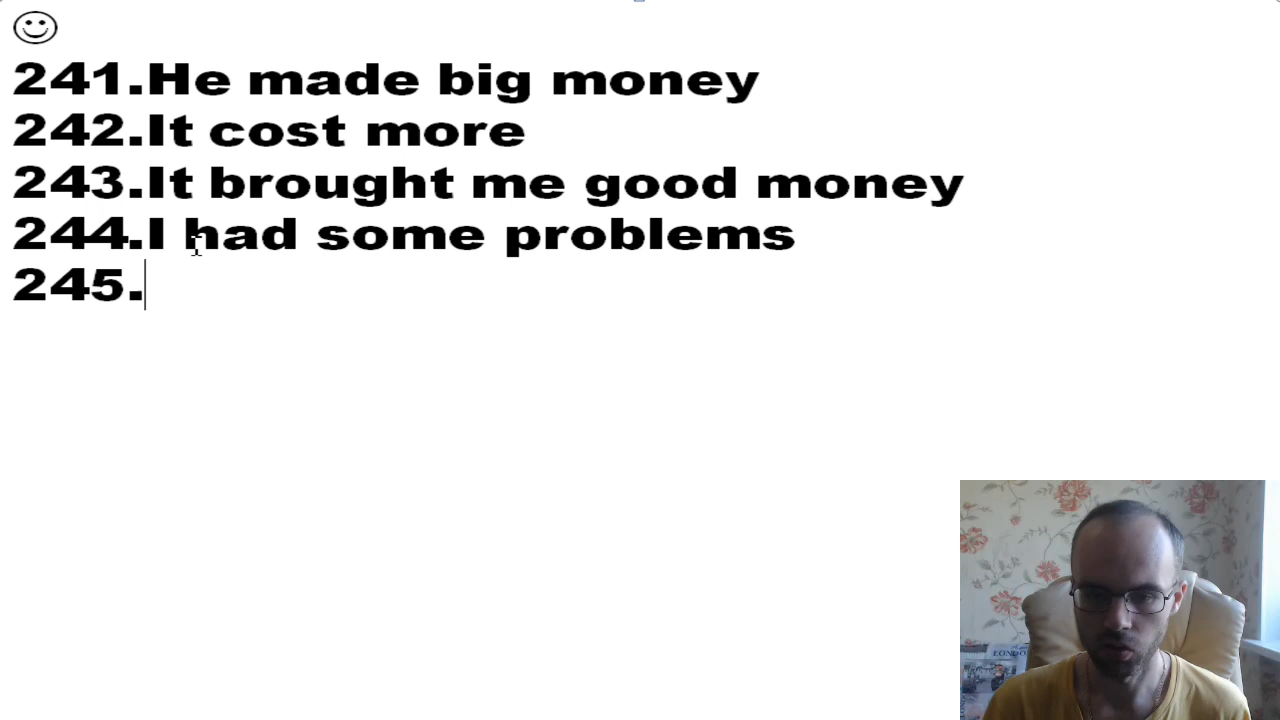 241.He made big money
242.It cost more
243.It brought me good money
244.I had some problems
245.
LONDO